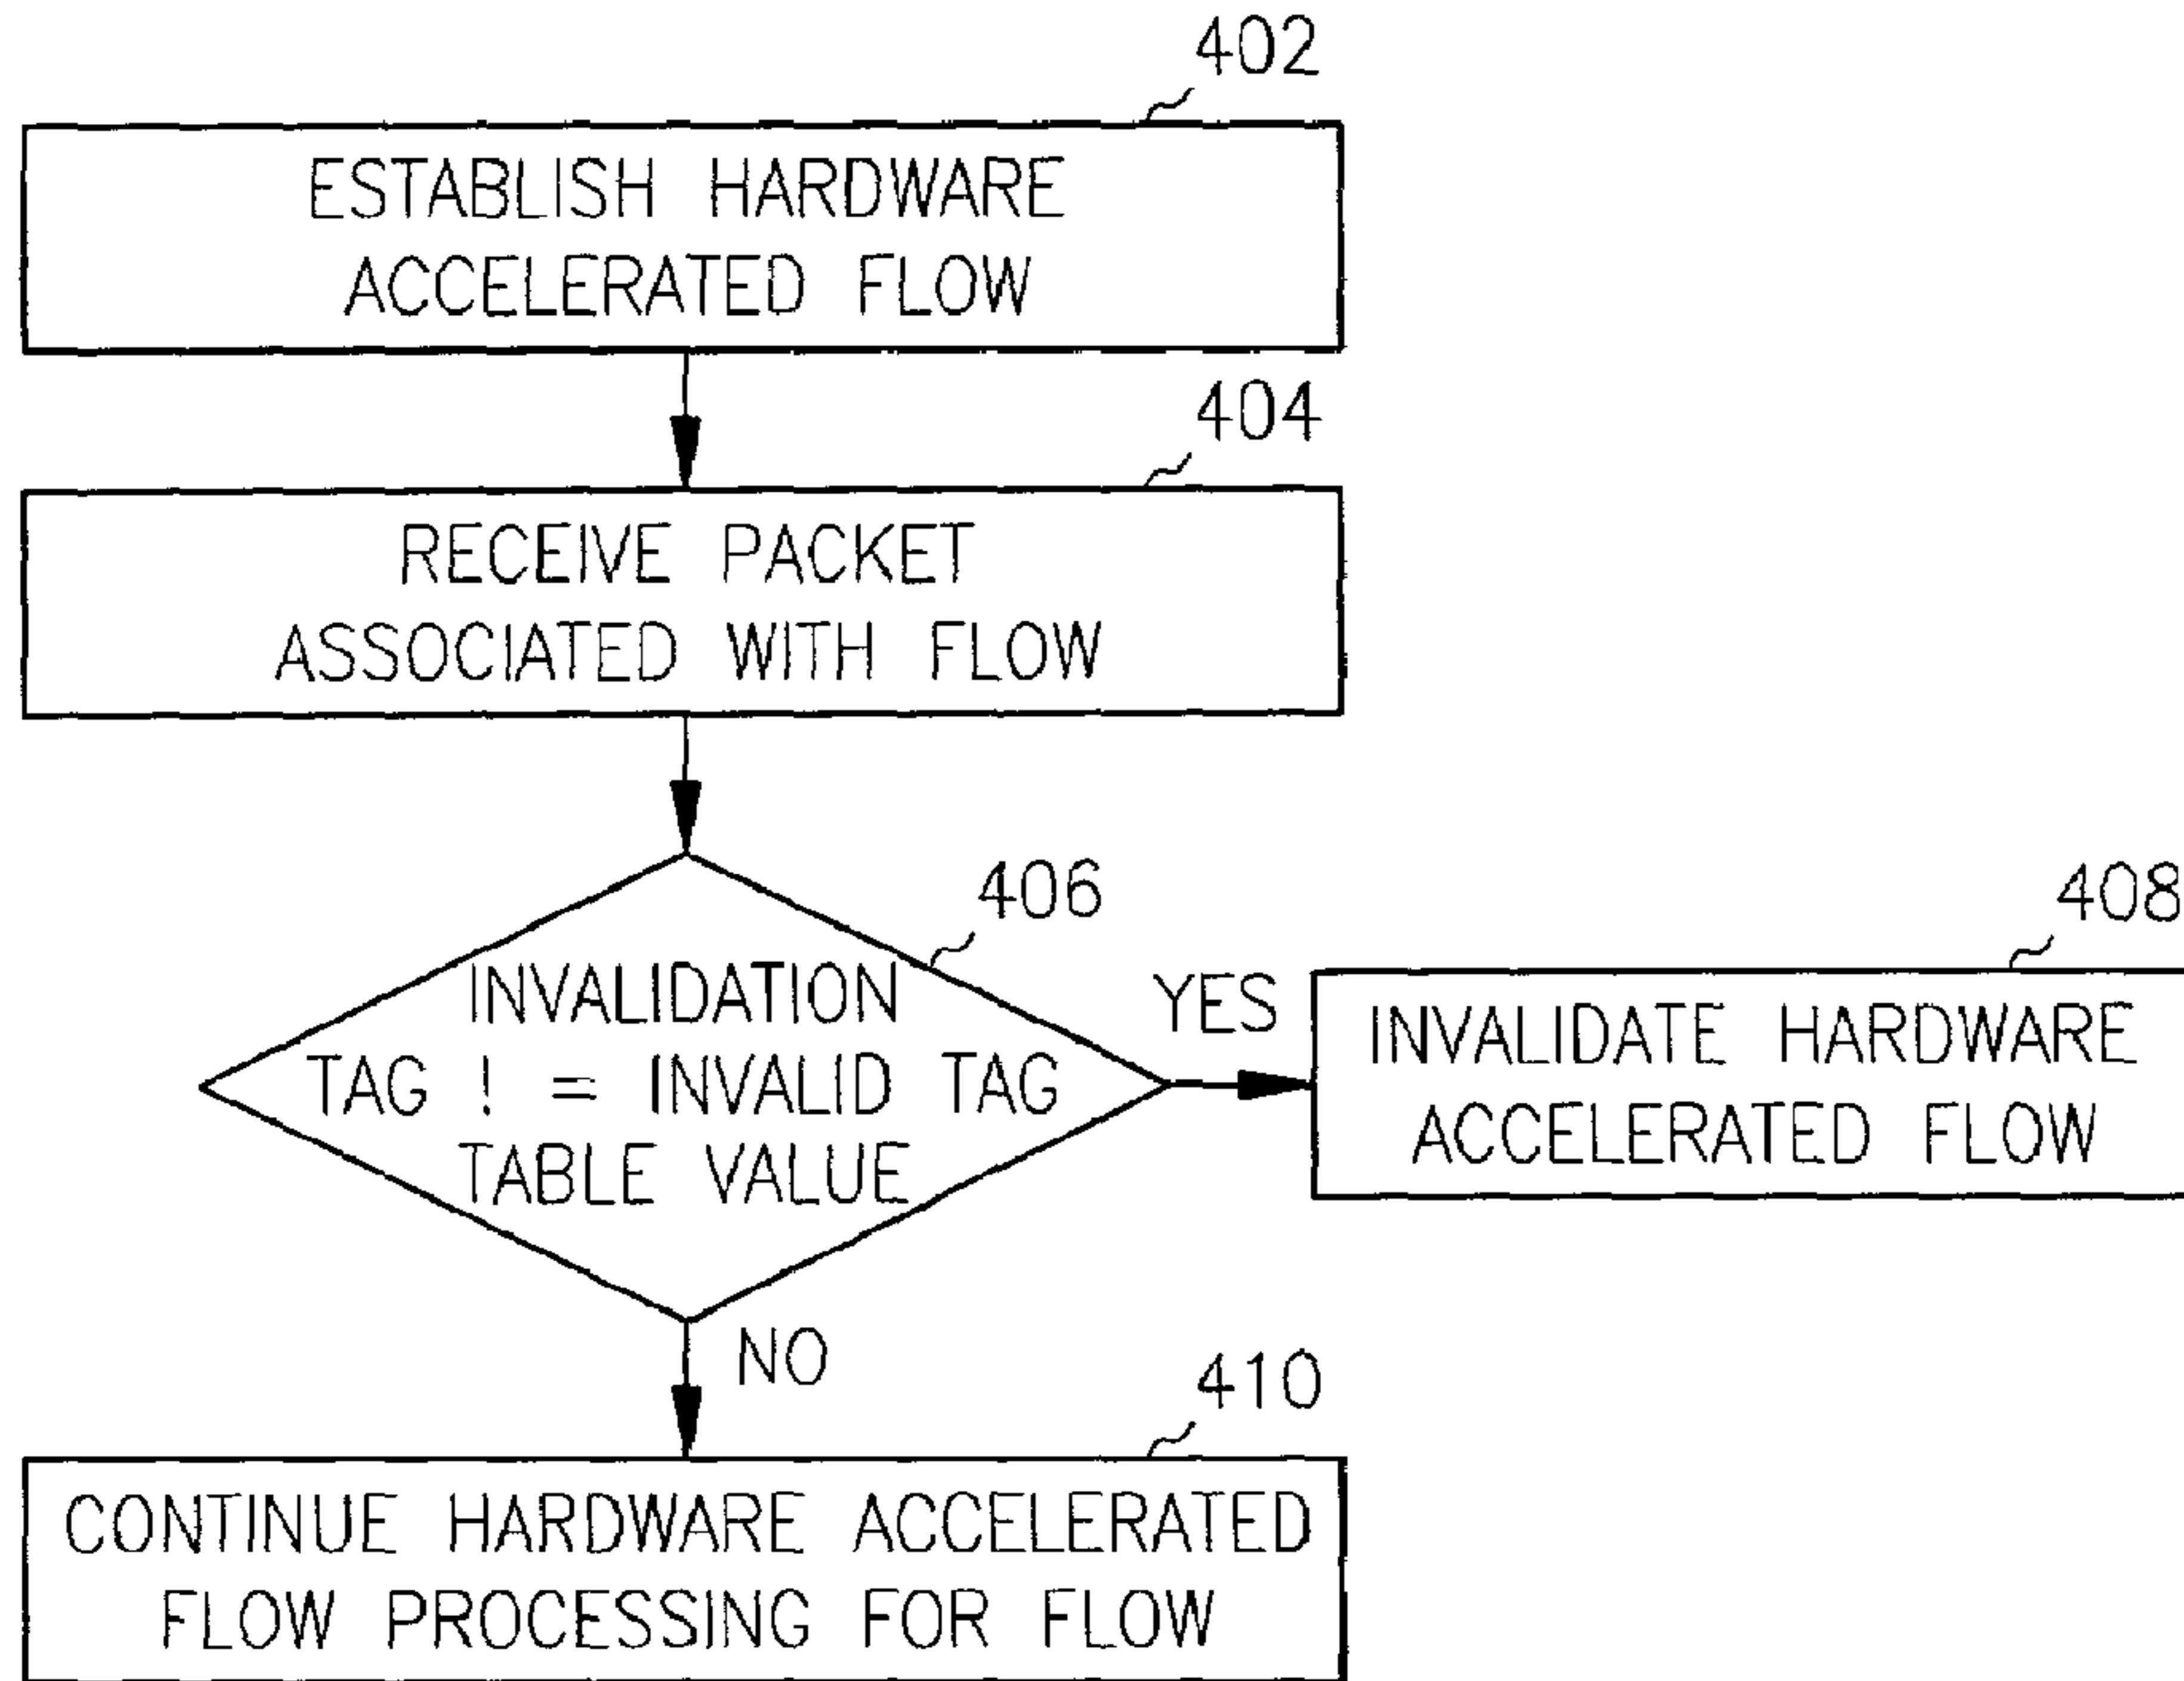 402
ESTABLISH HARDWARE
ACCELERATED FLOW
404
RECEIVE PACKET
ASSOCIATED WITH FLOW
406
INVALIDATION
TAG ! = INVALID TAG
TABLE VALUE
YES
408
INVALIDATE HARDWARE
ACCELERATED FLOW
NO
410
CONTINUE HARDWARE ACCELERATED
FLOW PROCESSING FOR FLOW